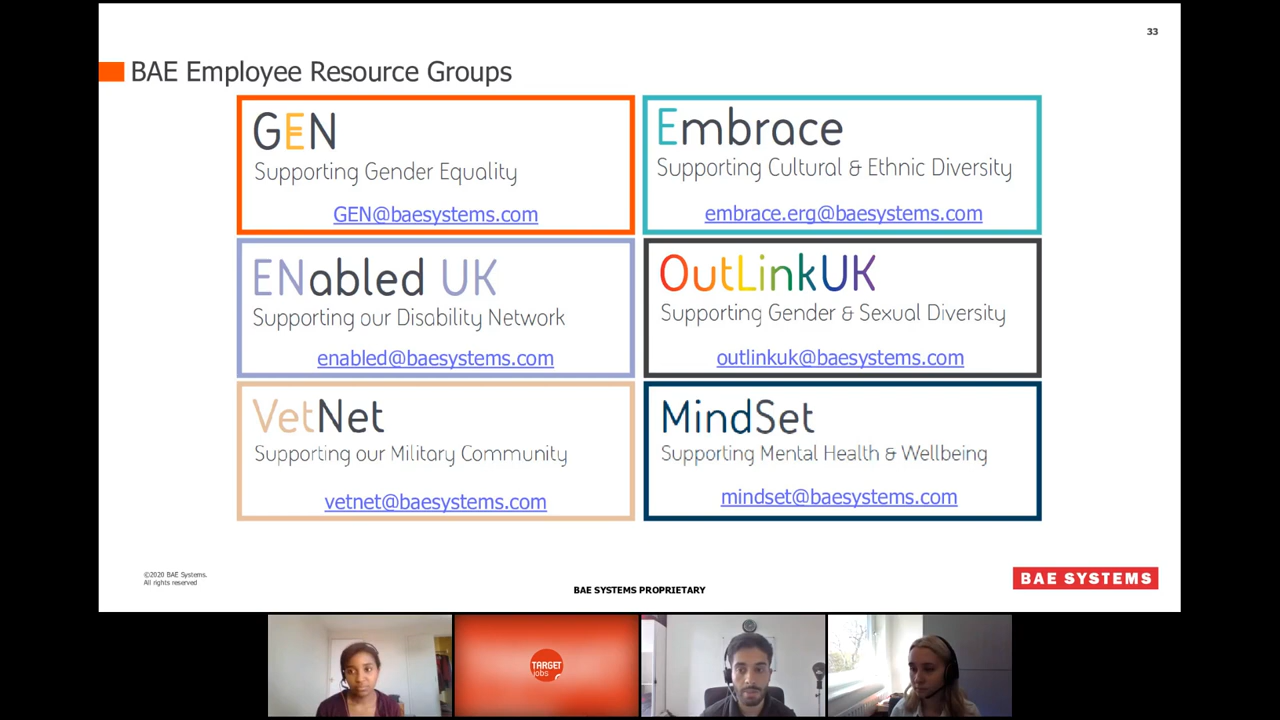 33
BAE Employee Resource Groups
GEN
Supporting Gender Equality
GEN@baesystems.com
Embrace
Supporting Cultural & Ethnic Diversity
embrace.erg@baesystems.com
ENabled UK
Supporting our Disability Network
enabled@baesystems.com
OutLinkUK
Supporting Gender & Sexual Diversity
outlinkuk@baesystems.com
VetNet
Supporting our Military Community
vetnet@baesystems.com
MindSet
Supporting Mental Health & Wellbeing
mindset@baesystems.com
©2020 BAE Systems.
All rights reserved
BAE SYSTEMS PROPRIETARY
BAE SYSTEMS
TARGET
jobs